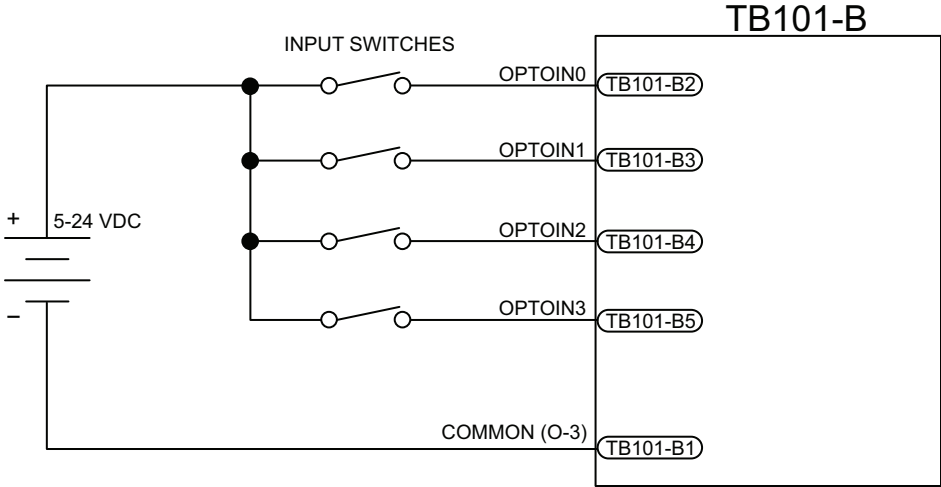 TB101-B
INPUT SWITCHES
OPTOIN0
TB101-B2
OPTOIN1
TB101-B3
+
5-24 VDC
OPTOIN2
TB101-B4
−
OPTOIN3
TB101-B5
COMMON (O-3)
TB101-B1